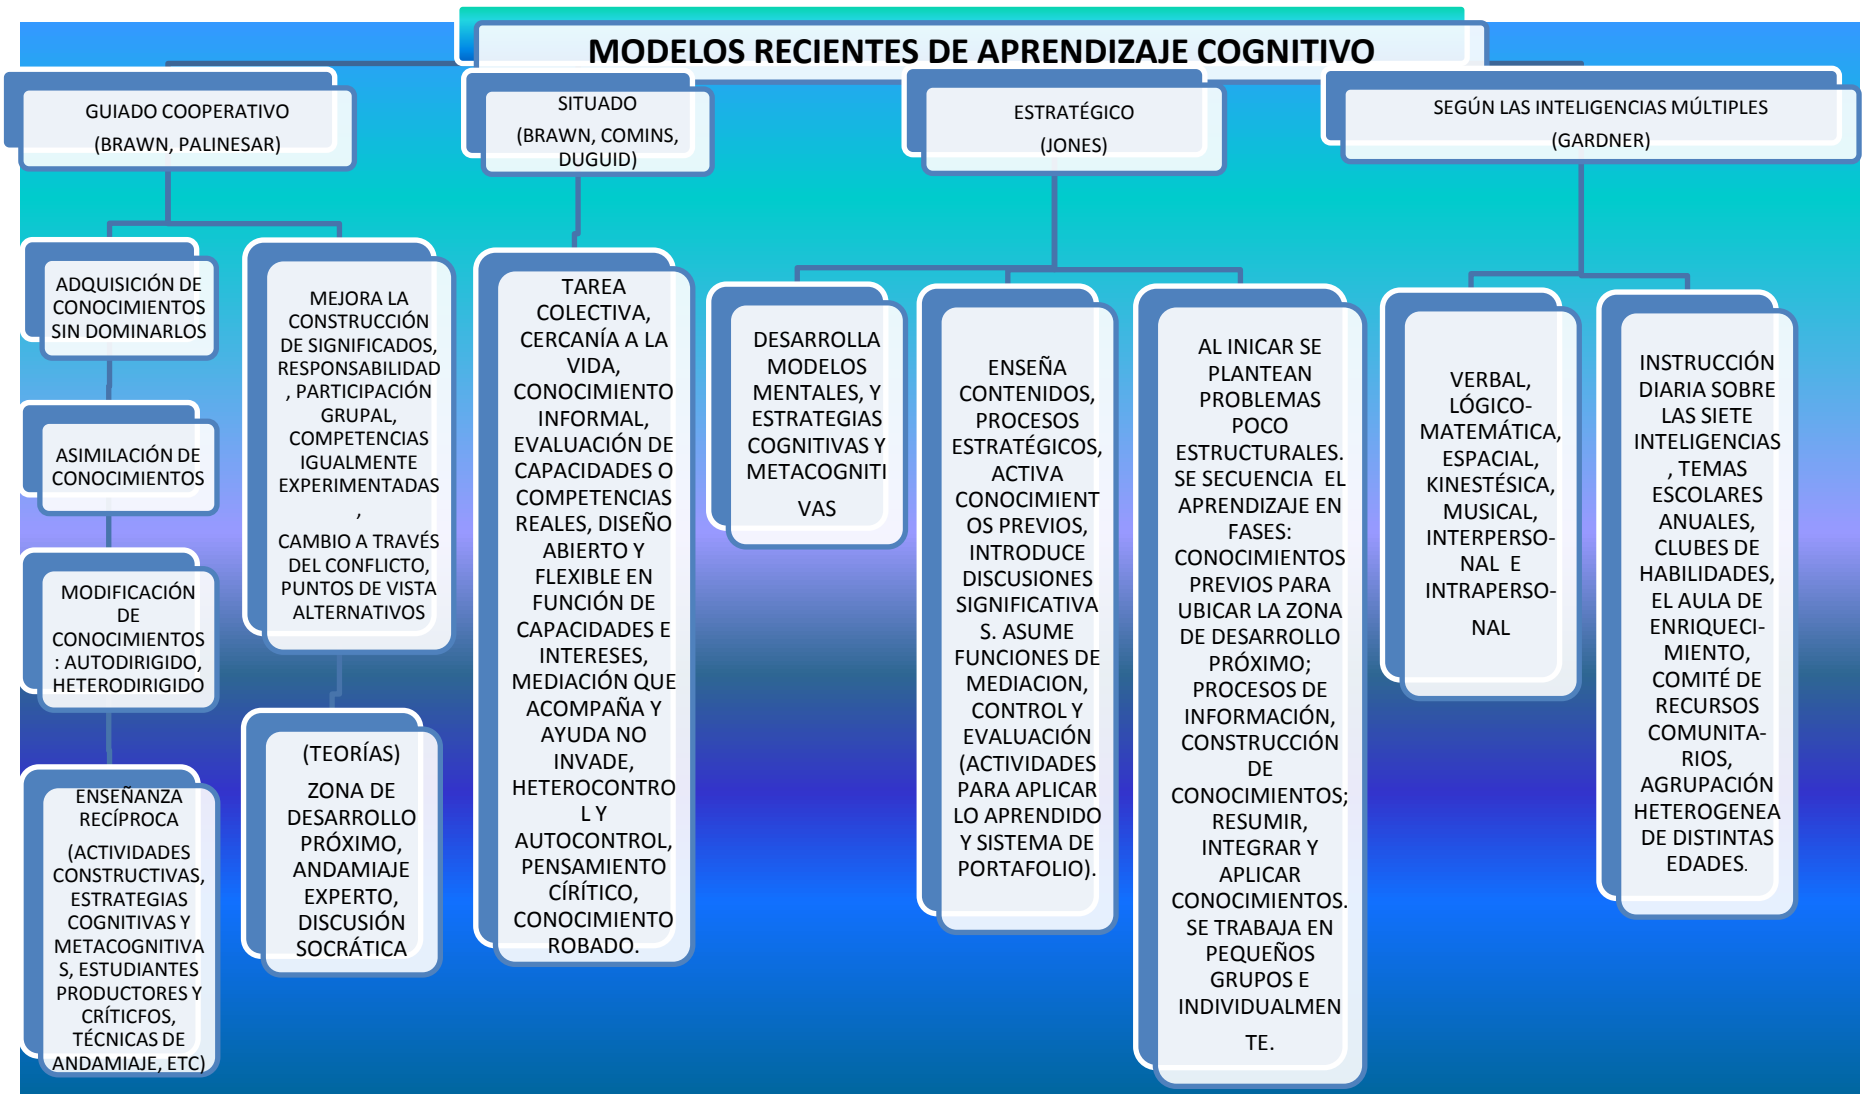 MODELOS RECIENTES DE APRENDIZAJE COGNITIVO
GUIADO COOPERATIVO
(BRAWN, PALINESAR)
ADQUISICIÓN DE
CONOCIMIENTOS
SIN DOMINARLOS
ASIMILACIÓN DE
CONOCIMIENTOS
MODIFICACIÓN
DE
CONOCIMIENTOS
: AUTODIRIGIDO,
HETERODIRIGIDO
ENSEÑANZA
RECÍPROCA
(ACTIVIDADES
CONSTRUCTIVAS,
ESTRATEGIAS
COGNITIVAS Y
METACOGNITIVA
S, ESTUDIANTES
PRODUCTORES Y
CRÍTICFOS,
TÉCNICAS DE
ANDAMIAJE, ETC)
MEJORA LA
CONSTRUCCIÓN
DE SIGNIFICADOS,
RESPONSABILIDAD
, PARTICIPACIÓN
GRUPAL,
COMPETENCIAS
IGUALMENTE
EXPERIMENTADAS
,
CAMBIO A TRAVÉS
DEL CONFLICTO,
PUNTOS DE VISTA
ALTERNATIVOS
(TEORÍAS)
ZONA DE
DESARROLLO
PRÓXIMO,
ANDAMIAJE
EXPERTO,
DISCUSIÓN
SOCRÁTICA
SITUADO
(BRAWN, COMINS,
DUGUID)
TAREA
COLECTIVA,
CERCANÍA A LA
VIDA,
CONOCIMIENTO
INFORMAL,
EVALUACIÓN DE
CAPACIDADES O
COMPETENCIAS
REALES, DISEÑO
ABIERTO Y
FLEXIBLE EN
FUNCIÓN DE
CAPACIDADES E
INTERESES,
MEDIACIÓN QUE
ACOMPAÑA Y
AYUDA NO
INVADE,
HETEROCONTRO
L Y
AUTOCONTROL,
PENSAMIENTO
CÍRÍTICO,
CONOCIMIENTO
ROBADO.
ESTRATÉGICO
(JONES)
DESARROLLA
MODELOS
MENTALES, Y
ESTRATEGIAS
COGNITIVAS Y
METACOGNITI
VAS
ENSEÑA
CONTENIDOS,
PROCESOS
ESTRATÉGICOS,
ACTIVA
CONOCIMIENT
OS PREVIOS,
INTRODUCE
DISCUSIONES
SIGNIFICATIVA
S. ASUME
FUNCIONES DE
MEDIACION,
CONTROL Y
EVALUACIÓN
(ACTIVIDADES
PARA APLICAR
LO APRENDIDO
Y SISTEMA DE
PORTAFOLIO).
AL INICAR SE
PLANTEAN
PROBLEMAS
POCO
ESTRUCTURALES.
SE SECUENCIA EL
APRENDIZAJE EN
FASES:
CONOCIMIENTOS
PREVIOS PARA
UBICAR LA ZONA
DE DESARROLLO
PRÓXIMO;
PROCESOS DE
INFORMACIÓN,
CONSTRUCCIÓN
DE
CONOCIMIENTOS;
RESUMIR,
INTEGRAR Y
APLICAR
CONOCIMIENTOS.
SE TRABAJA EN
PEQUEÑOS
GRUPOS E
INDIVIDUALMEN
TE.
SEGÚN LAS INTELIGENCIAS MÚLTIPLES
(GARDNER)
VERBAL,
LÓGICO-
MATEMÁTICA,
ESPACIAL,
KINESTÉSICA,
MUSICAL,
INTERPERSO-
NAL E
INTRAPERSO-
NAL
INSTRUCCIÓN
DIARIA SOBRE
LAS SIETE
INTELIGENCIAS
, TEMAS
ESCOLARES
ANUALES,
CLUBES DE
HABILIDADES,
EL AULA DE
ENRIQUECI-
MIENTO,
COMITÉ DE
RECURSOS
COMUNITA-
RIOS,
AGRUPACIÓN
HETEROGENEA
DE DISTINTAS
EDADES.